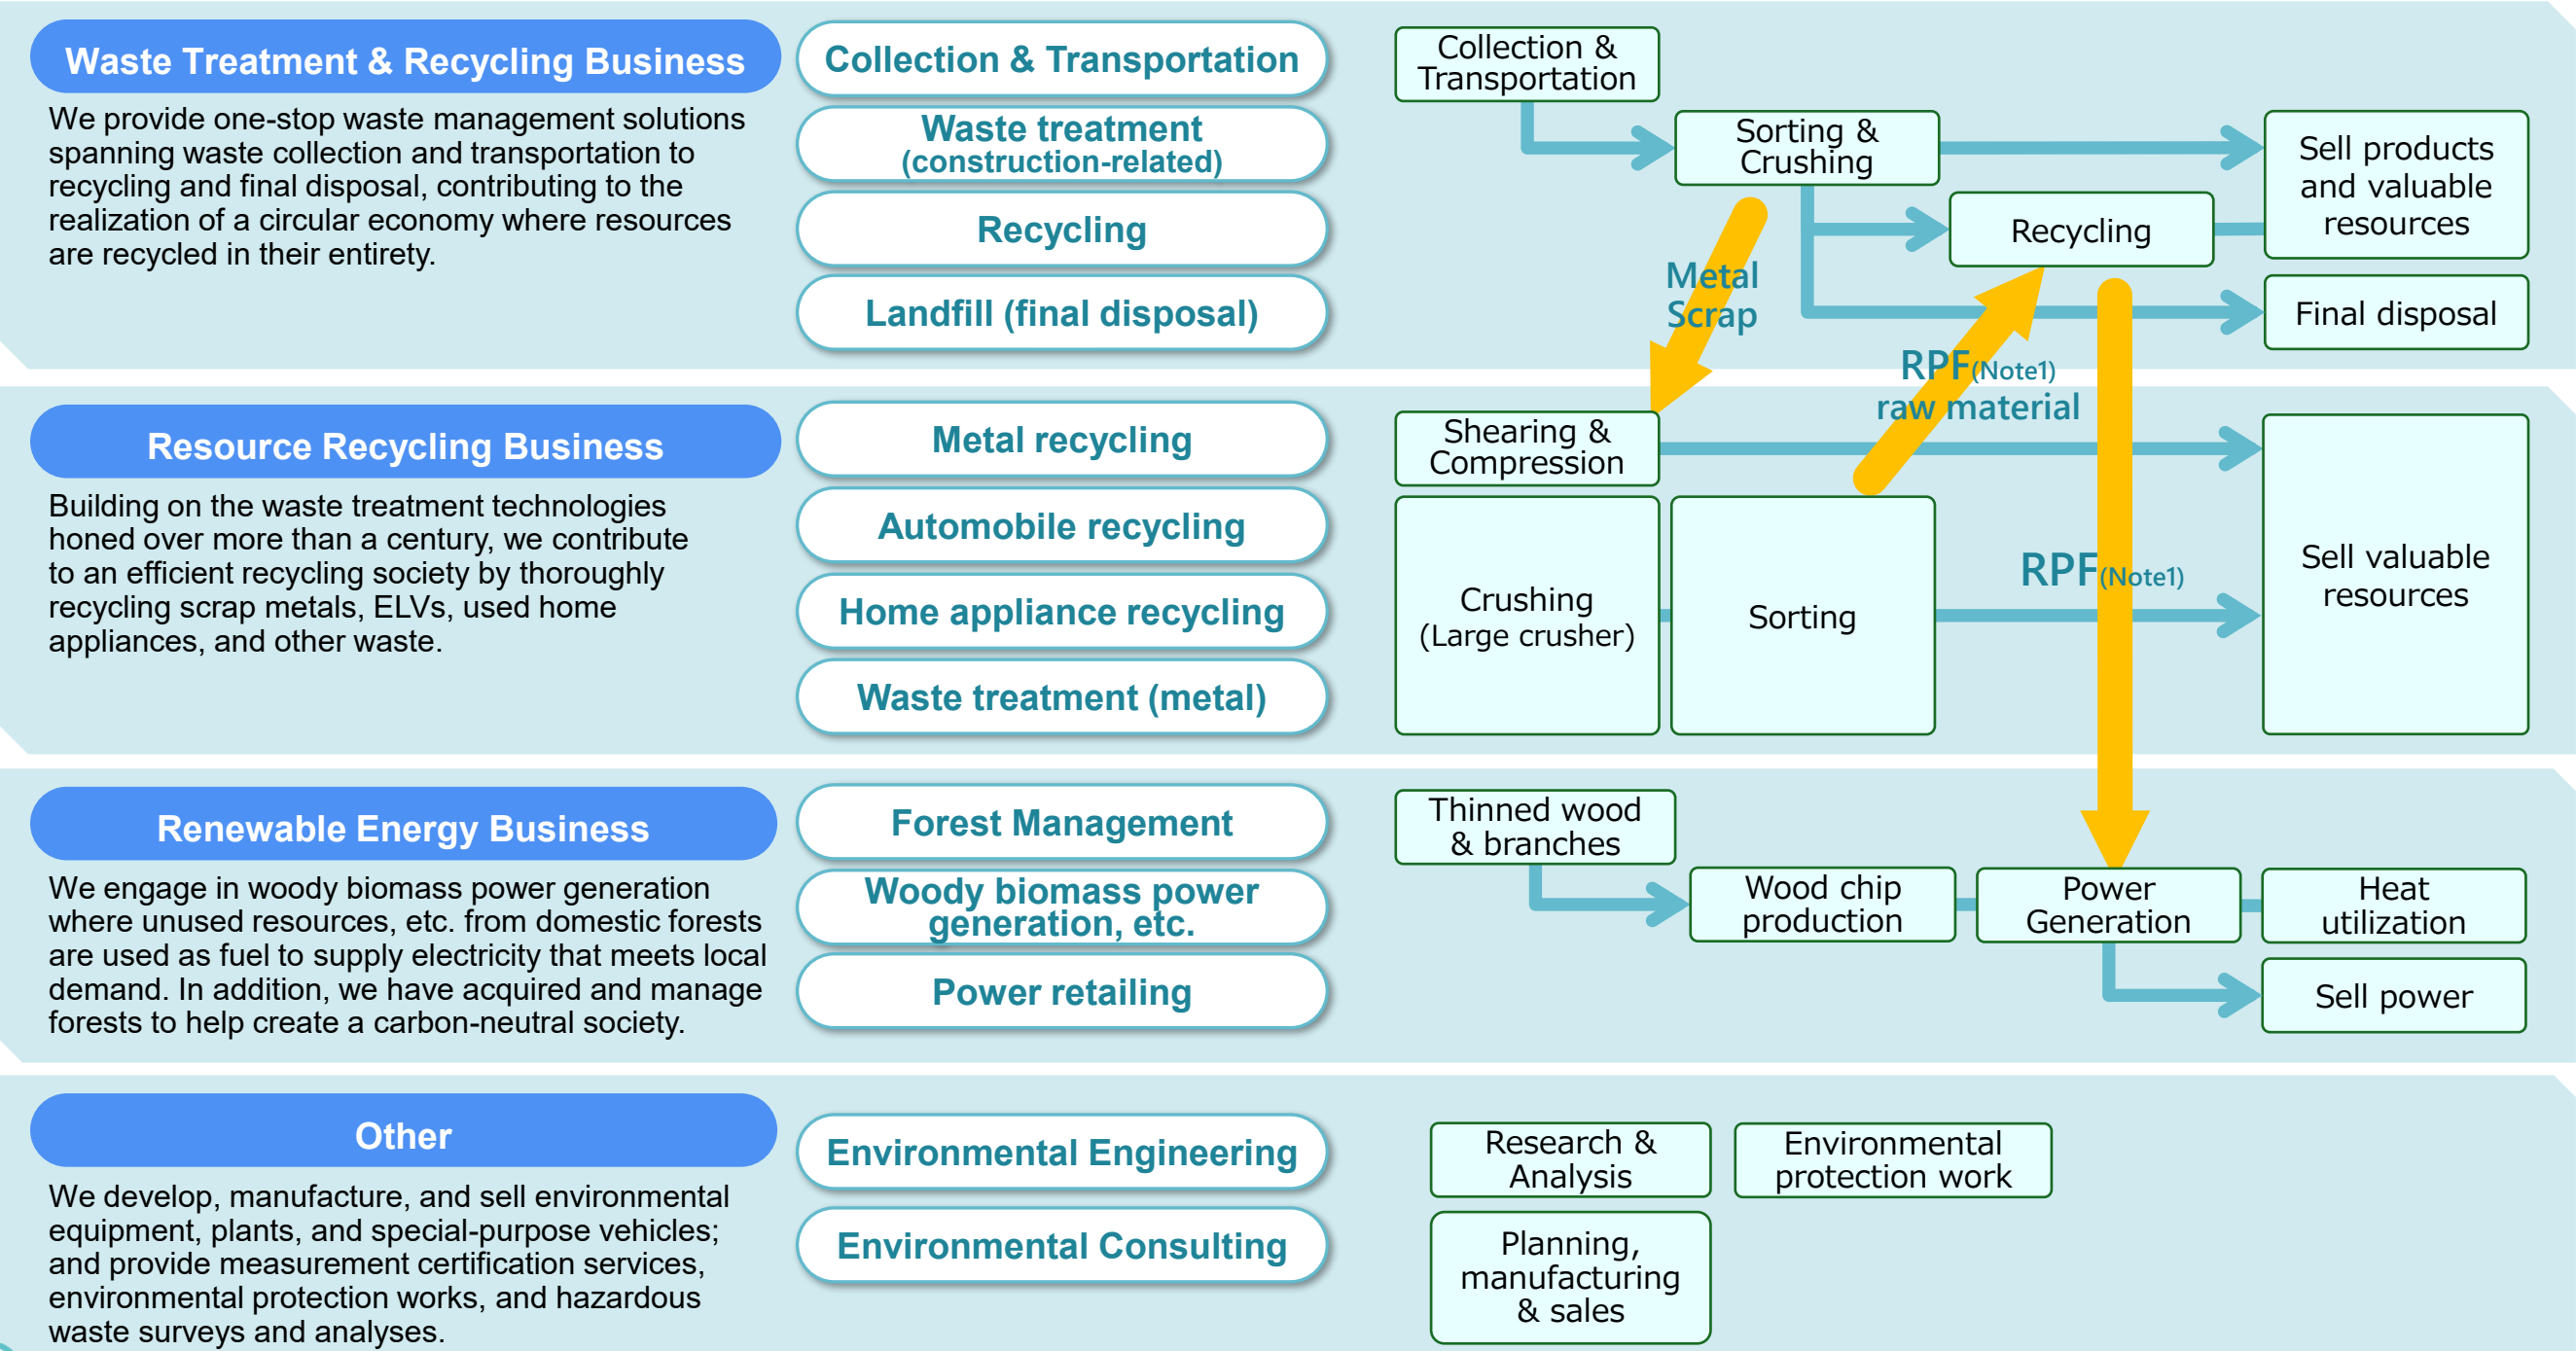 Waste Treatment & Recycling Business
We provide one-stop waste management solutions
spanning waste collection and transportation to
recycling and final disposal, contributing to the
realization of a circular economy where resources
are recycled in their entirety.
Collection & Transportation
Waste treatment
(construction-related)
Recycling
Landfill (final disposal)
Collection &
Transportation
Sorting &
Crushing
Recycling
Sell products
and valuable
resources
Final disposal
Metal
Scrap
RPF(Note1)
raw material
Resource Recycling Business
Building on the waste treatment technologies
honed over more than a century, we contribute
to an efficient recycling society by thoroughly
recycling scrap metals, ELVs, used home
appliances, and other waste.
Metal recycling
Automobile recycling
Home appliance recycling
Waste treatment (metal)
Shearing &
Compression
Crushing
(Large crusher)
Sorting
RPF(Note1)
Sell valuable
resources
Renewable Energy Business
We engage in woody biomass power generation
where unused resources, etc. from domestic forests
are used as fuel to supply electricity that meets local
demand. In addition, we have acquired and manage
forests to help create a carbon-neutral society.
Forest Management
Woody biomass power
generation, etc.
Power retailing
Thinned wood
& branches
Wood chip
production
Power
Generation
Heat
utilization
Sell power
Other
We develop, manufacture, and sell environmental
equipment, plants, and special-purpose vehicles;
and provide measurement certification services,
environmental protection works, and hazardous
waste surveys and analyses.
Environmental Engineering
Environmental Consulting
Research &
Analysis
Environmental
protection work
Planning,
manufacturing
& sales